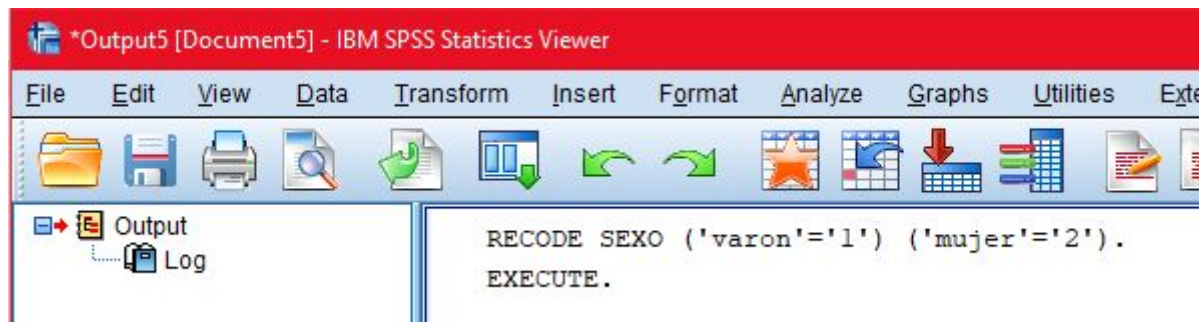 *Output5 [Document5] - IBM SPSS Statistics Viewer
File Edit View Data Transform Insert Format Analyze Graphs Utilities Exte
Output
Log
RECODE SEXO ('varon'='1') ('mujer'='2').
EXECUTE.